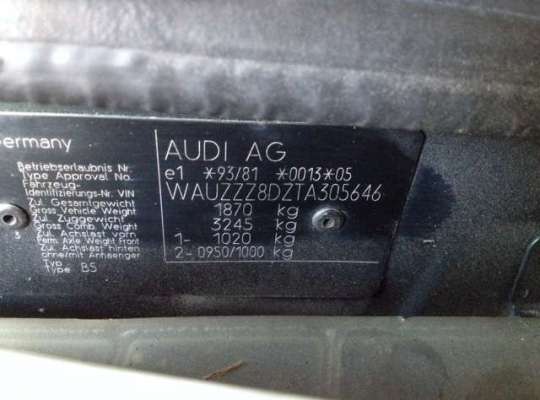 Germany
AUDI AG
Betriebserlaubnis Nr.
Type Approval No.
e1 *93/81 *0013*05
Fahrzeug-
Identifizierungs-Nr. VIN
WAUZZZ8DZTA305646
Zul. Gesamtgewicht
Gross Vehicle Weight
1870 kg
Zul. Zuggewicht
Gross Comb. Weight
3245 kg
Zul. Achslast vorn
Perm. Axle Weight Front
1- 1020 kg
Zul. Achslast hinten
ohne/mit Anhaenger
2- 0950/1000 kg
Typ
Type B5